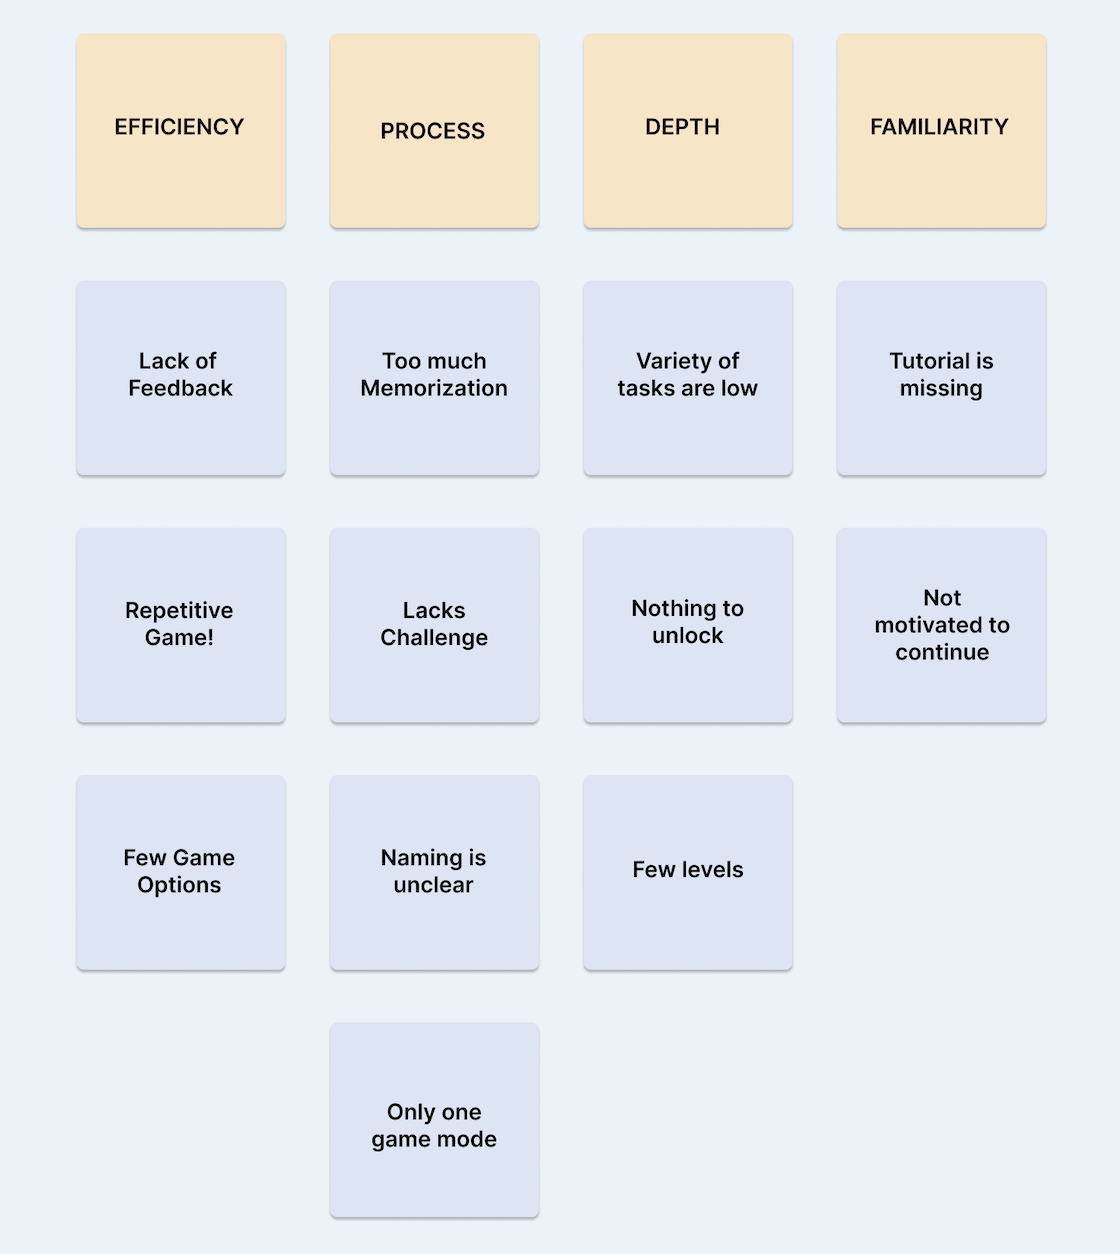 EFFICIENCY
PROCESS
DEPTH
FAMILIARITY
Lack of
Feedback
Too much
Memorization
Variety of
tasks are low
Tutorial is
missing
Repetitive
Game!
Lacks
Challenge
Nothing to
unlock
Not
motivated to
continue
Few Game
Options
Naming is
unclear
Few levels
Only one
game mode